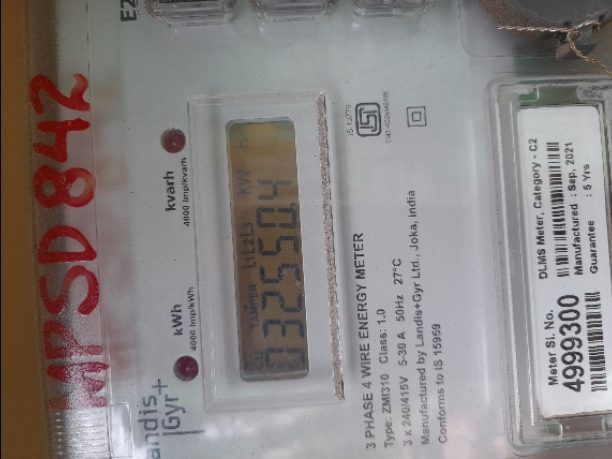 MPSD 842
Landis
Gyr+
kWh
4000 Imp/kWh
kvarh
4000 Imp/kvarh
TAMPER L1L2L3 KW h
0325504
IS 13779
3 PHASE 4 WIRE ENERGY METER
Type: ZMI310 Class: 1.0
3 x 240/415V 5-30 A 50Hz 27°C
Manufactured by Landis+Gyr Ltd., Joka, India
Conforms to IS 15959
DLMS Meter, Category - C2
Manufactured : Sep, 2021
Guarantee : 5 Yrs
Meter Sl. No.
4999300